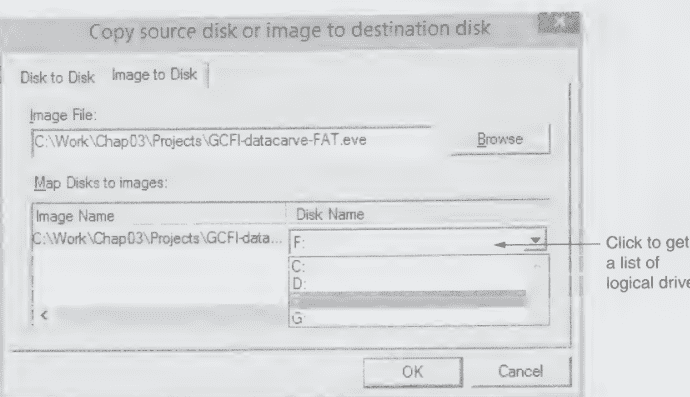 Copy source disk or image to destination disk
Disk to Disk Image to Disk
Image File:
C:\Work\Chap03\Projects\GCFI-datacarve-FAT.eve
Browse
Map Disks to images:
Image Name Disk Name
C:\Work\Chap03\Projects\GCFI-data... F:
C:
D:
G:
<
Click to get
a list of
logical drive
OK Cancel